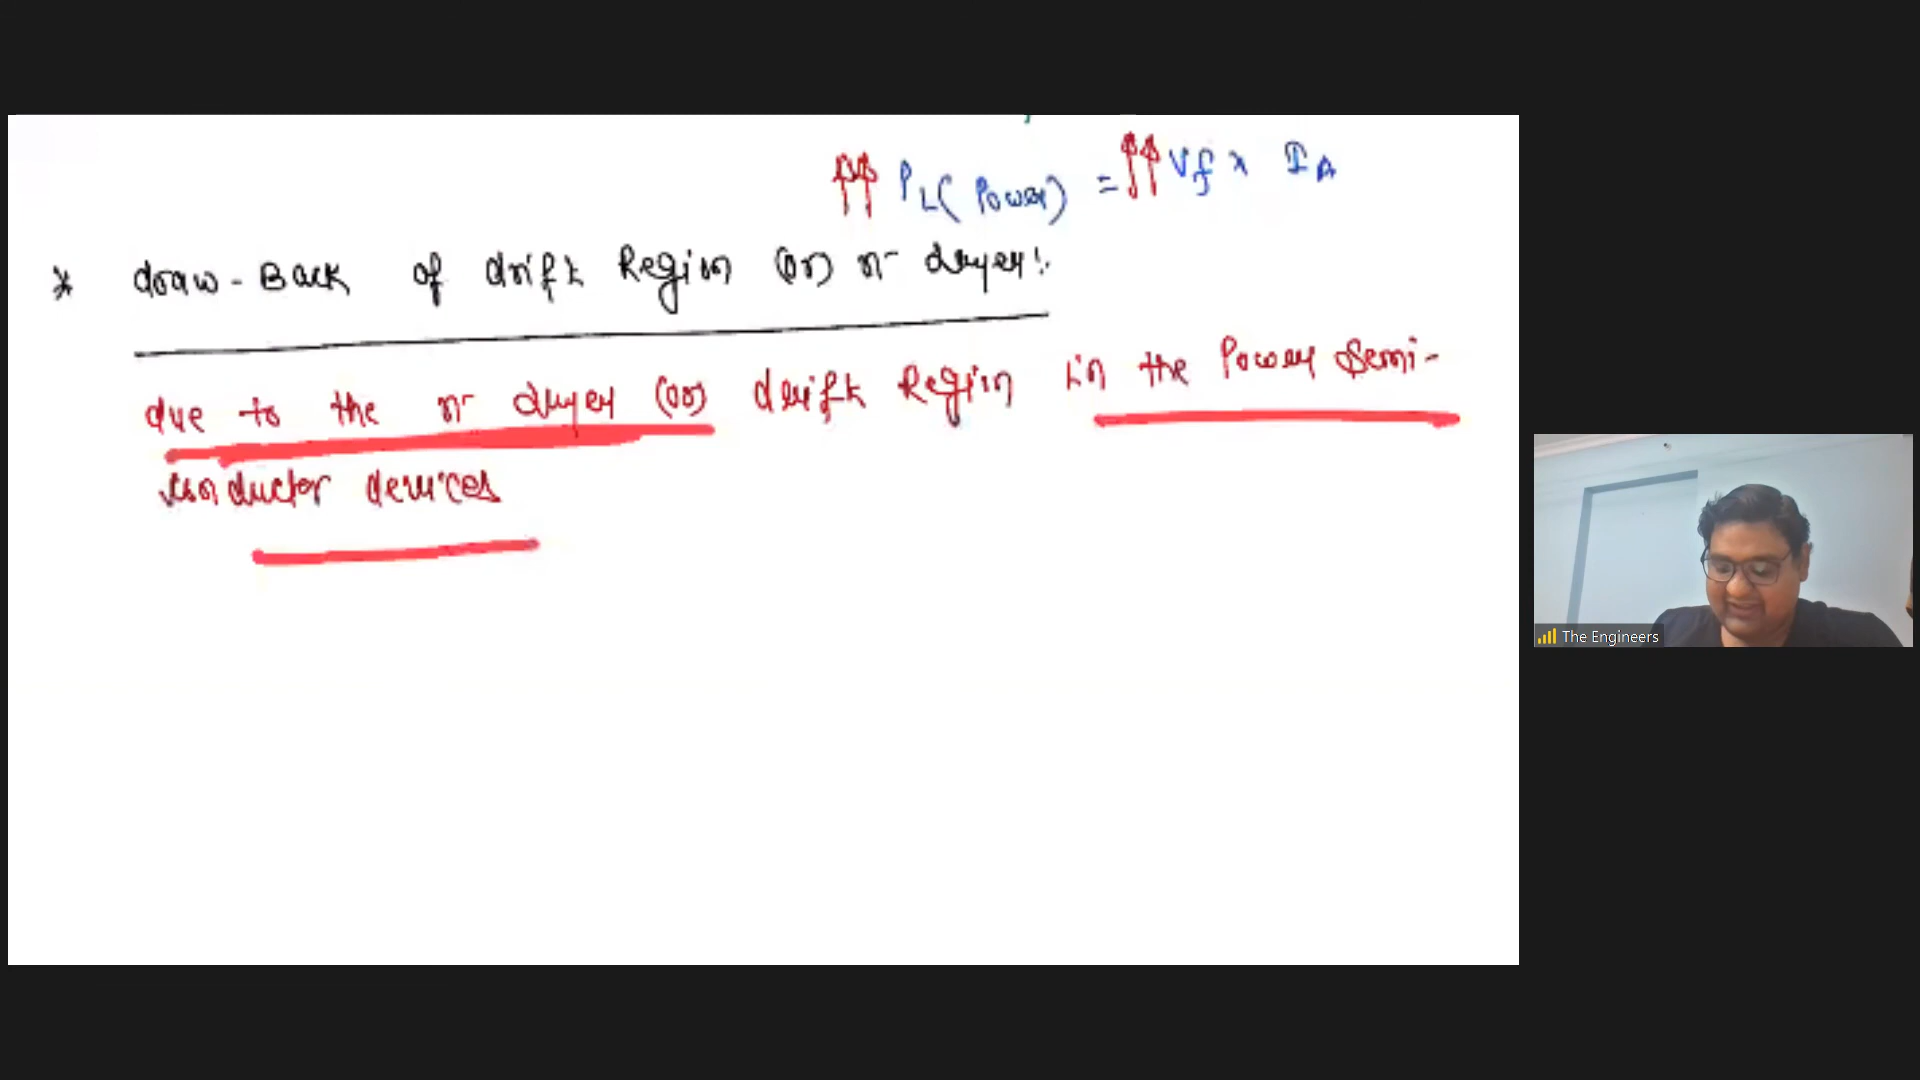 ↑↑ PL( Power) = ↑↑ Vf x IA
* draw-Back of drift Region (or) n- layer:
due to the n- layer (or) drift Region in the Power Semi-
conductor devices
The Engineers